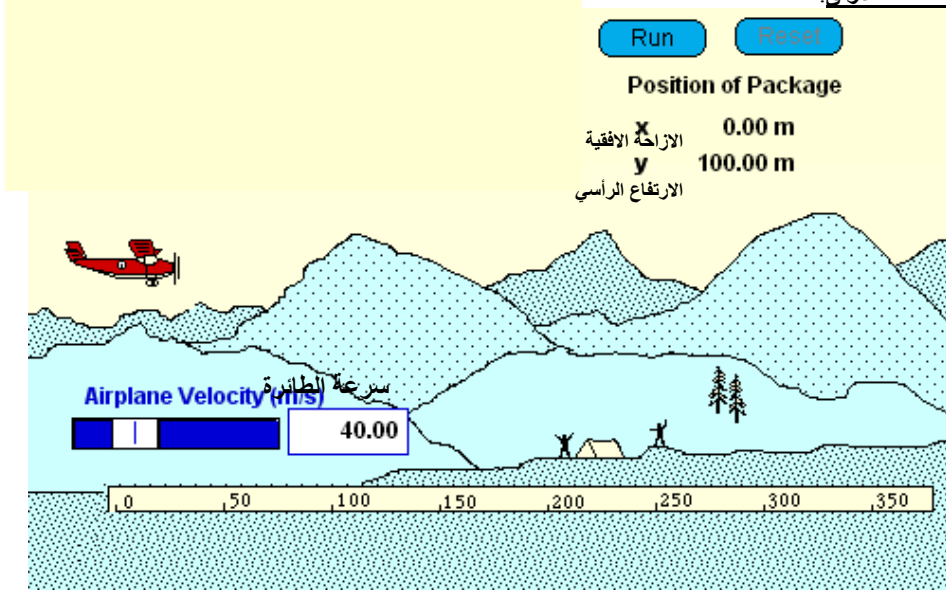 Run Reset
Position of Package
x 0.00 m
الازاحة الافقية
y 100.00 m
الارتفاع الرأسي
سرعة الطائرة
Airplane Velocity (m/s)
40.00
0 50 100 150 200 250 300 350